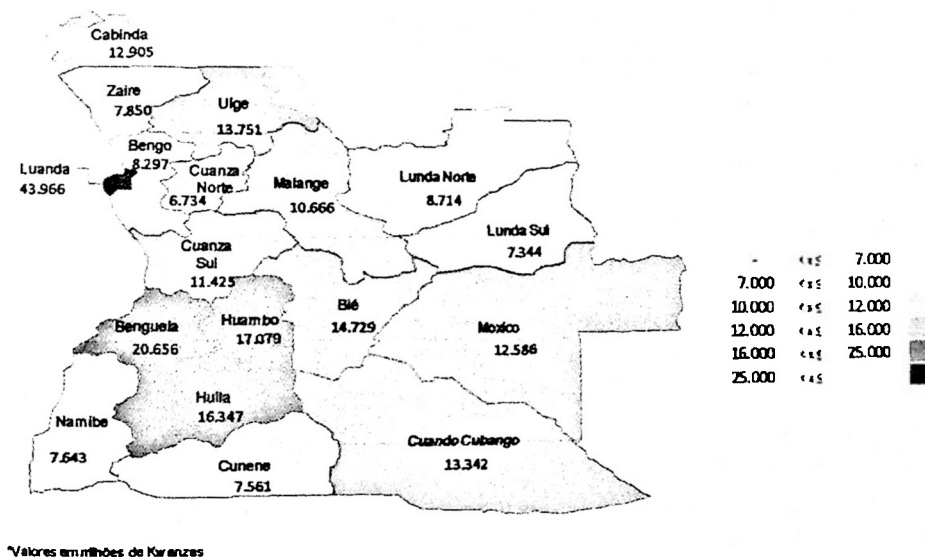 Cabinda
12.905
Zaire
7.850
Uige
13.751
Bengo
8.297
Luanda
43.966
Cuanza
Norte
6.734
Malange
10.666
Lunda Norte
8.714
Lunda Sul
7.344
Cuanza
Sul
11.425
Benguela
20.656
Huambo
17.079
Bié
14.729
Moxico
12.586
Huíla
16.347
Namibe
7.643
Cunene
7.561
Cuando Cubango
13.342
- <x≤ 7.000
7.000 <x≤ 10.000
10.000 <x≤ 12.000
12.000 <x≤ 16.000
16.000 <x≤ 25.000
25.000 <x≤
*Valores em milhões de Kwanzas